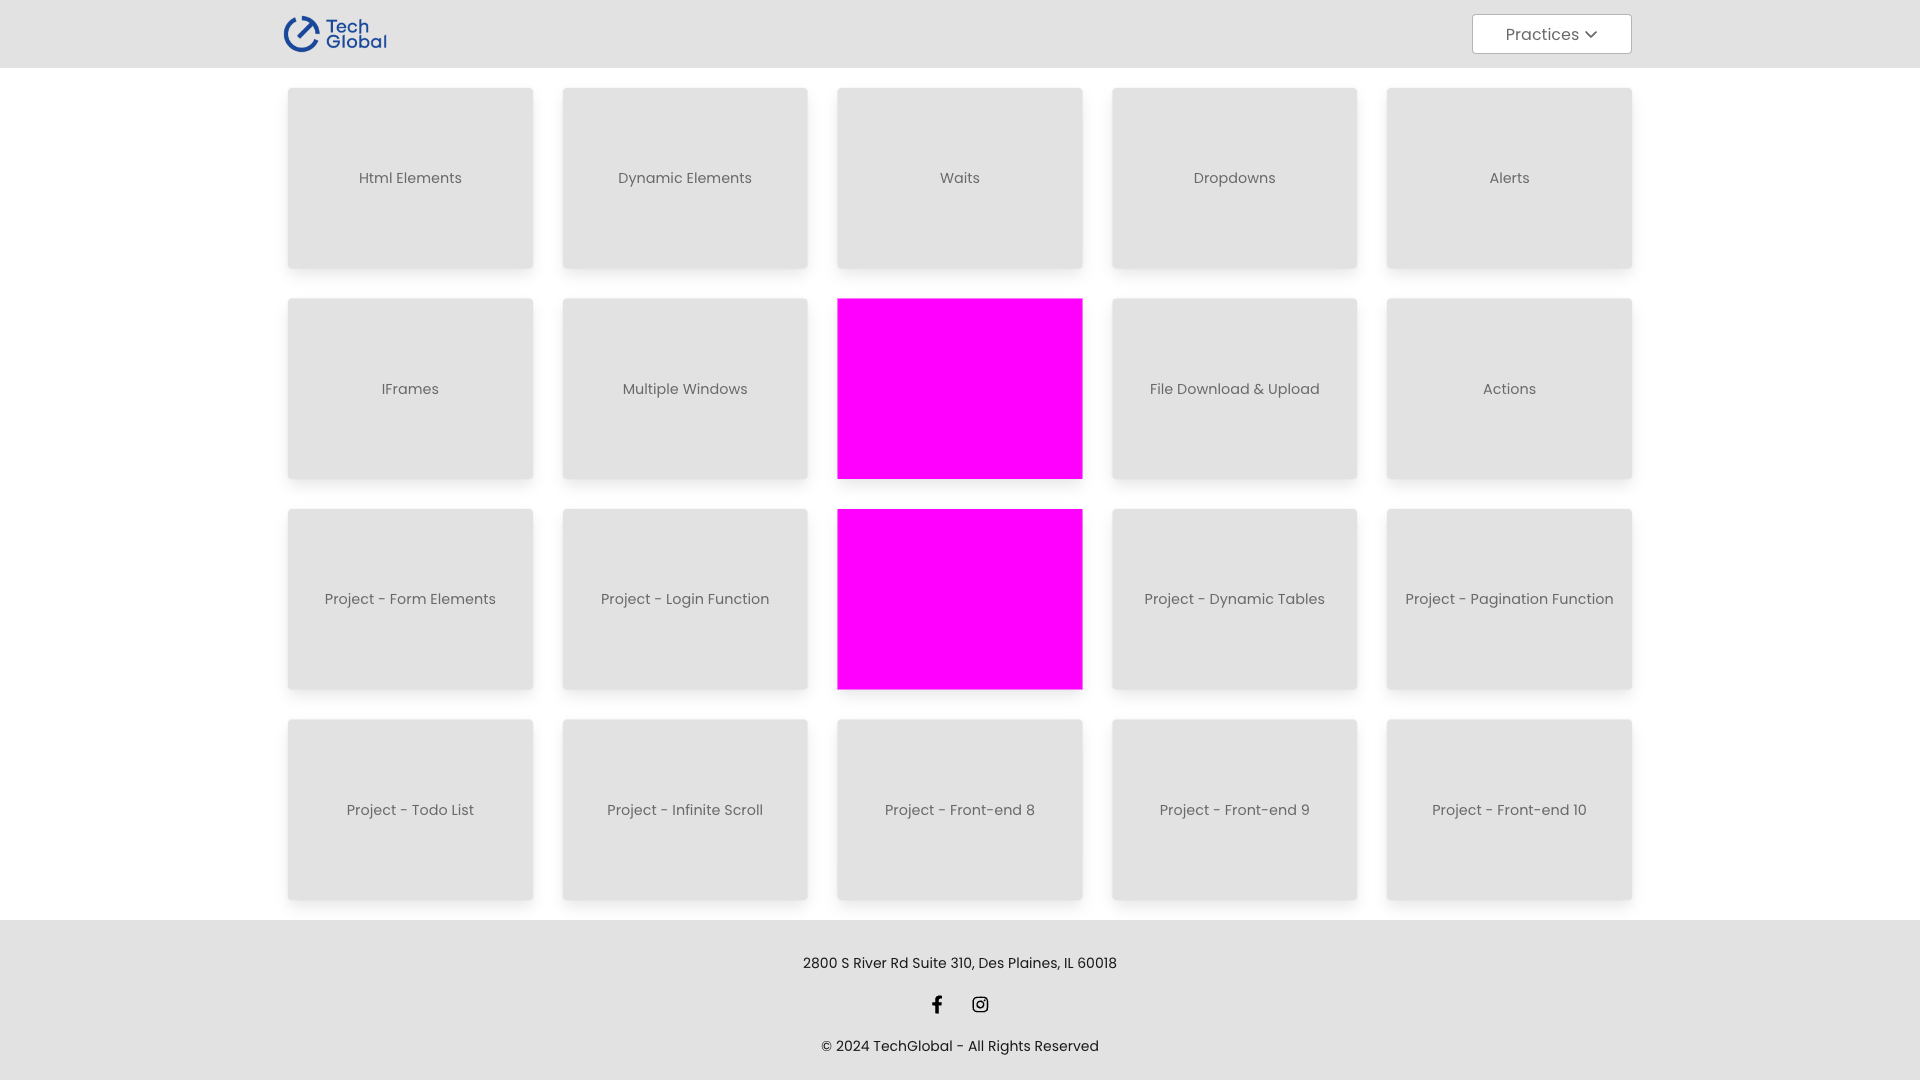 Tech
Global
Practices
Html Elements
Dynamic Elements
Waits
Dropdowns
Alerts
IFrames
Multiple Windows
File Download & Upload
Actions
Project - Form Elements
Project - Login Function
Project - Dynamic Tables
Project - Pagination Function
Project - Todo List
Project - Infinite Scroll
Project - Front-end 8
Project - Front-end 9
Project - Front-end 10
2800 S River Rd Suite 310, Des Plaines, IL 60018
© 2024 TechGlobal - All Rights Reserved